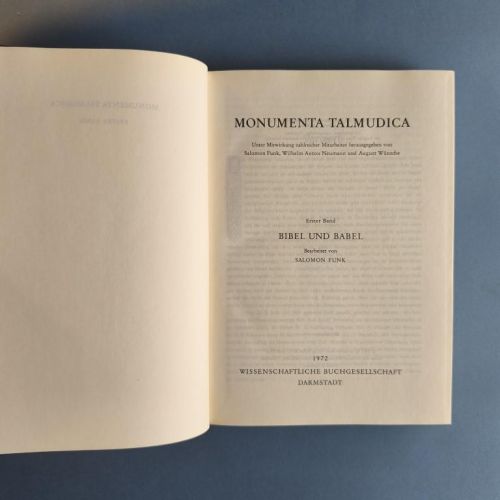 MONUMENTA TALMUDICA
Unter Mitwirkung zahlreicher Mitarbeiter herausgegeben von
Salomon Funk, Wilhelm Anton Neumann und August Wünsche
Erster Band
BIBEL UND BABEL
Bearbeitet von
SALOMON FUNK
1972
WISSENSCHAFTLICHE BUCHGESELLSCHAFT
DARMSTADT